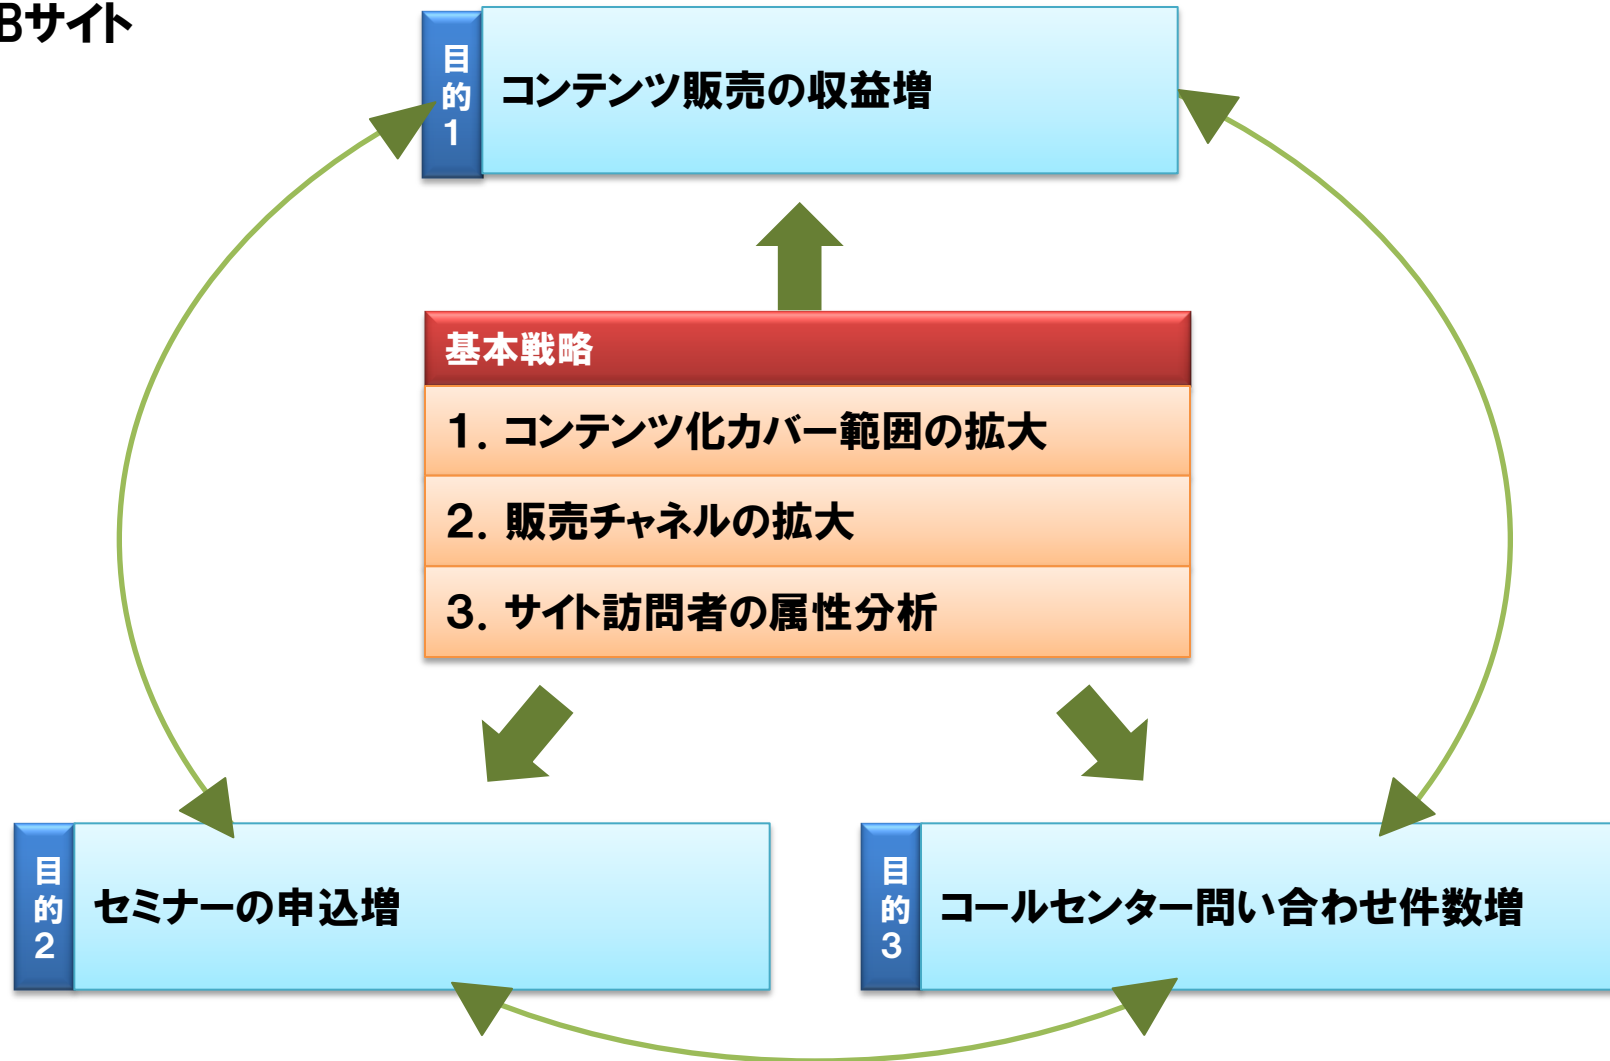 Bサイト
目的1
コンテンツ販売の収益増
基本戦略
１．コンテンツ化カバー範囲の拡大
２．販売チャネルの拡大
３．サイト訪問者の属性分析
目的2
セミナーの申込増
目的3
コールセンター問い合わせ件数増